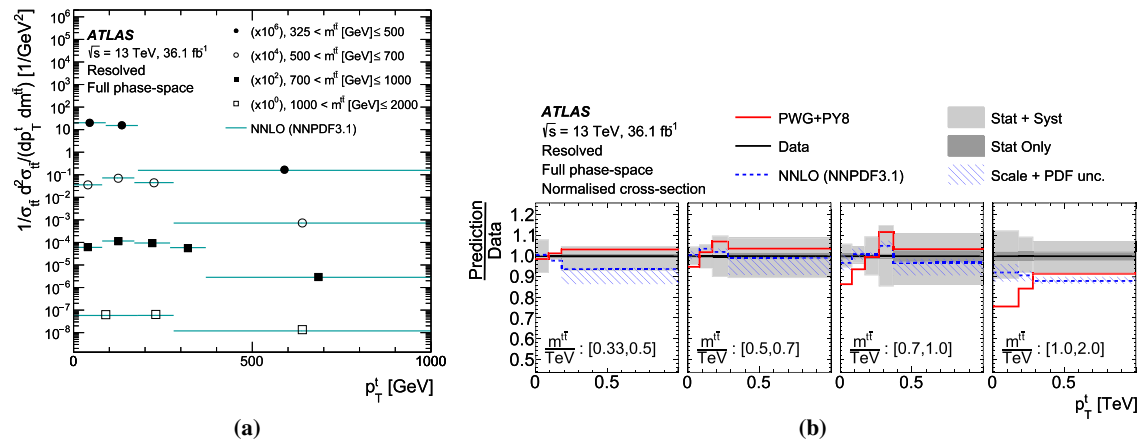 1/σ_tt̄ d²σ_tt̄/(dp_T^t dm^tt̄) [1/GeV²]
10⁶
10⁵
10⁴
10³
10²
10
1
10⁻¹
10⁻²
10⁻³
10⁻⁴
10⁻⁵
10⁻⁶
10⁻⁷
10⁻⁸
ATLAS
√s = 13 TeV, 36.1 fb⁻¹
Resolved
Full phase-space
(x10⁶), 325 < m^tt̄ [GeV] ≤ 500
(x10⁴), 500 < m^tt̄ [GeV] ≤ 700
(x10²), 700 < m^tt̄ [GeV] ≤ 1000
(x10⁰), 1000 < m^tt̄ [GeV] ≤ 2000
NNLO (NNPDF3.1)
0 500 1000
p_T^t [GeV]
(a)
ATLAS
√s = 13 TeV, 36.1 fb⁻¹
Resolved
Full phase-space
Normalised cross-section
PWG+PY8
Data
NNLO (NNPDF3.1)
Stat + Syst
Stat Only
Scale + PDF unc.
Prediction
Data
1.2
1.1
1.0
0.9
0.8
0.7
0.6
0.5
m^tt̄/TeV : [0.33,0.5]
m^tt̄/TeV : [0.5,0.7]
m^tt̄/TeV : [0.7,1.0]
m^tt̄/TeV : [1.0,2.0]
0 0.5 0 0.5 0 0.5 0 0.5
p_T^t [TeV]
(b)